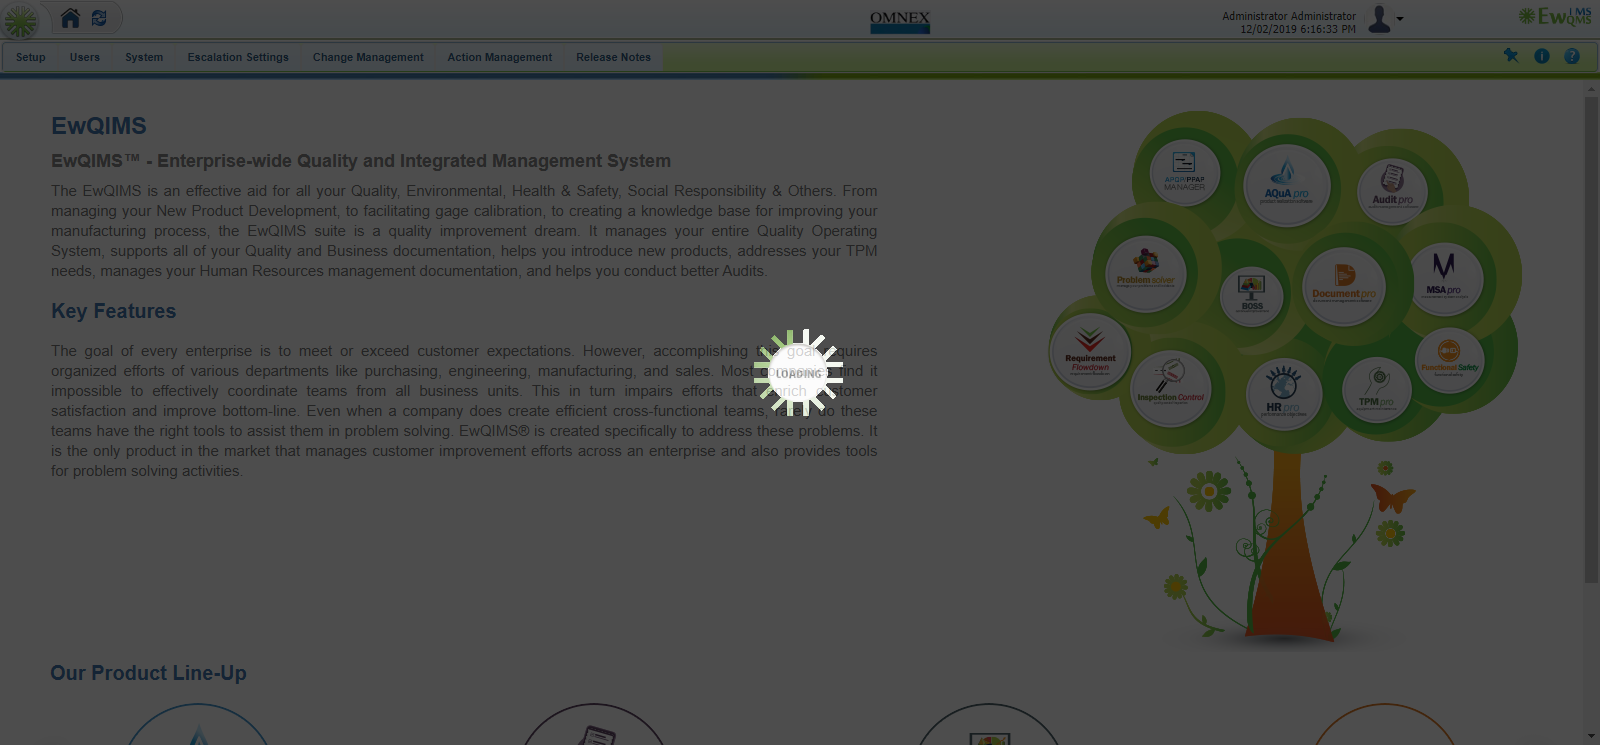 OMNEX
Administrator Administrator
12/02/2019 6:16:33 PM
EwQIMS
QMS
Setup Users System Escalation Settings Change Management Action Management Release Notes
EwQIMS
EwQIMS™ - Enterprise-wide Quality and Integrated Management System
The EwQIMS is an effective aid for all your Quality, Environmental, Health & Safety, Social Responsibility & Others. From
managing your New Product Development, to facilitating gage calibration, to creating a knowledge base for improving your
manufacturing process, the EwQIMS suite is a quality improvement dream. It manages your entire Quality Operating
System, supports all of your Quality and Business documentation, helps you introduce new products, addresses your TPM
needs, manages your Human Resources management documentation, and helps you conduct better Audits.
Key Features
The goal of every enterprise is to meet or exceed customer expectations. However, accomplishing this goal requires
organized efforts of various departments like purchasing, engineering, manufacturing, and sales. Most companies find it
impossible to effectively coordinate teams from all business units. This in turn impairs efforts that enrich customer
satisfaction and improve bottom-line. Even when a company does create efficient cross-functional teams, rarely do these
teams have the right tools to assist them in problem solving. EwQIMS® is created specifically to address these problems. It
is the only product in the market that manages customer improvement efforts across an enterprise and also provides tools
for problem solving activities.
LOADING
APQP/PPAP
MANAGER
AQuA pro
Audit pro
Problem solver
BOSS
Document pro
MSA pro
Requirement
Flowdown
Inspection Control
HR pro
TPM pro
Functional Safety
Our Product Line-Up